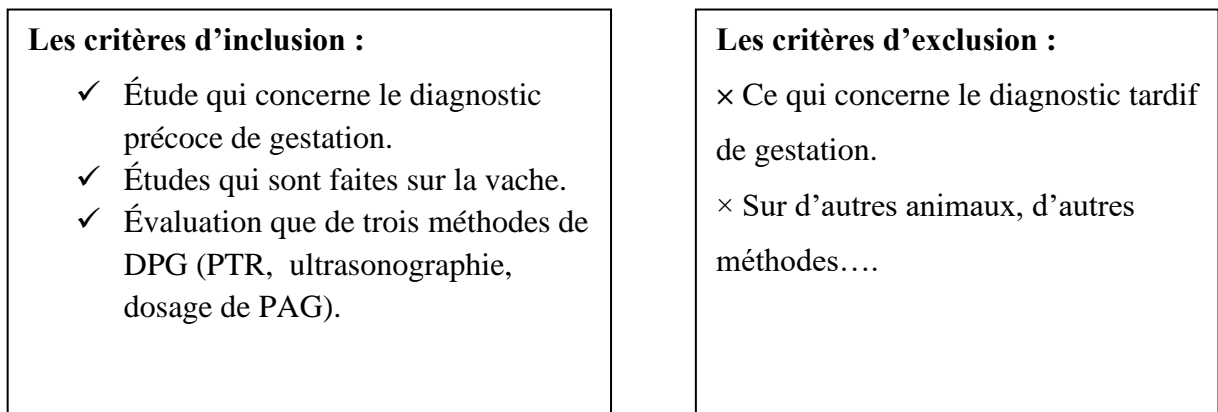 Les critères d’inclusion :
✓ Étude qui concerne le diagnostic
précoce de gestation.
✓ Études qui sont faites sur la vache.
✓ Évaluation que de trois méthodes de
DPG (PTR, ultrasonographie,
dosage de PAG).
Les critères d’exclusion :
× Ce qui concerne le diagnostic tardif
de gestation.
× Sur d’autres animaux, d’autres
méthodes….